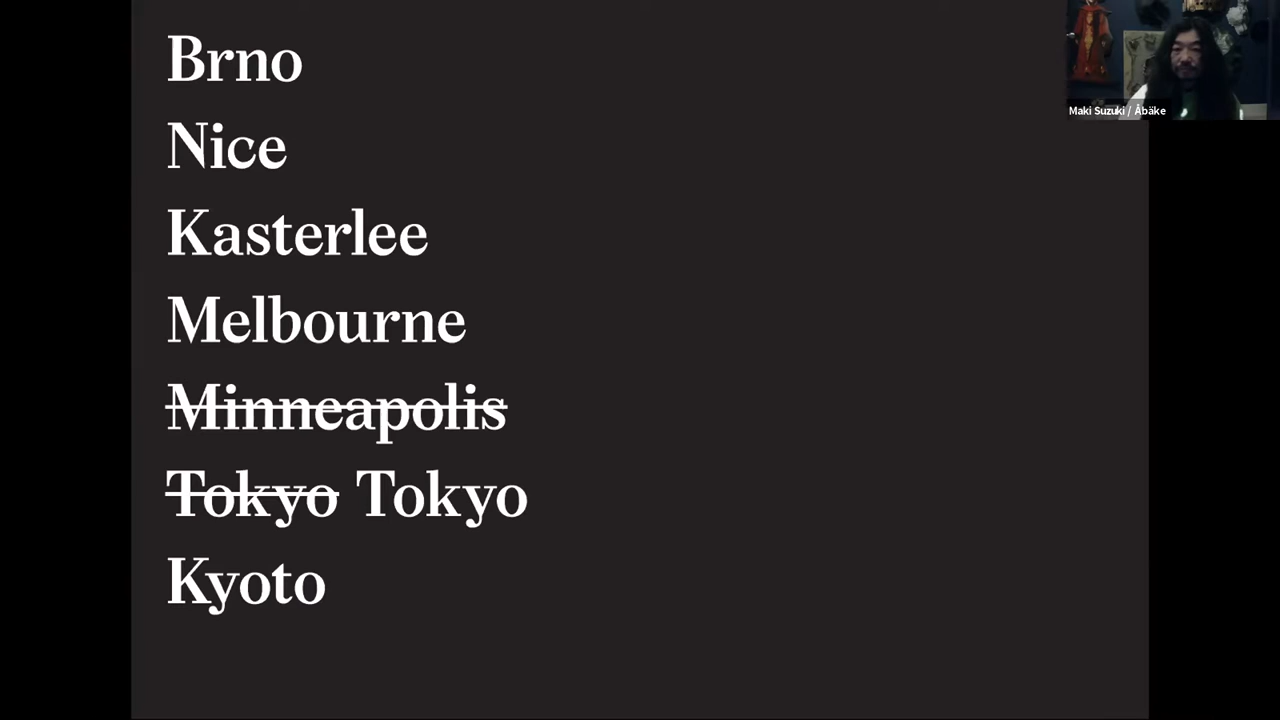 Brno
Nice
Kasterlee
Melbourne
Minneapolis
Tokyo Tokyo
Kyoto
Maki Suzuki / Åbäke